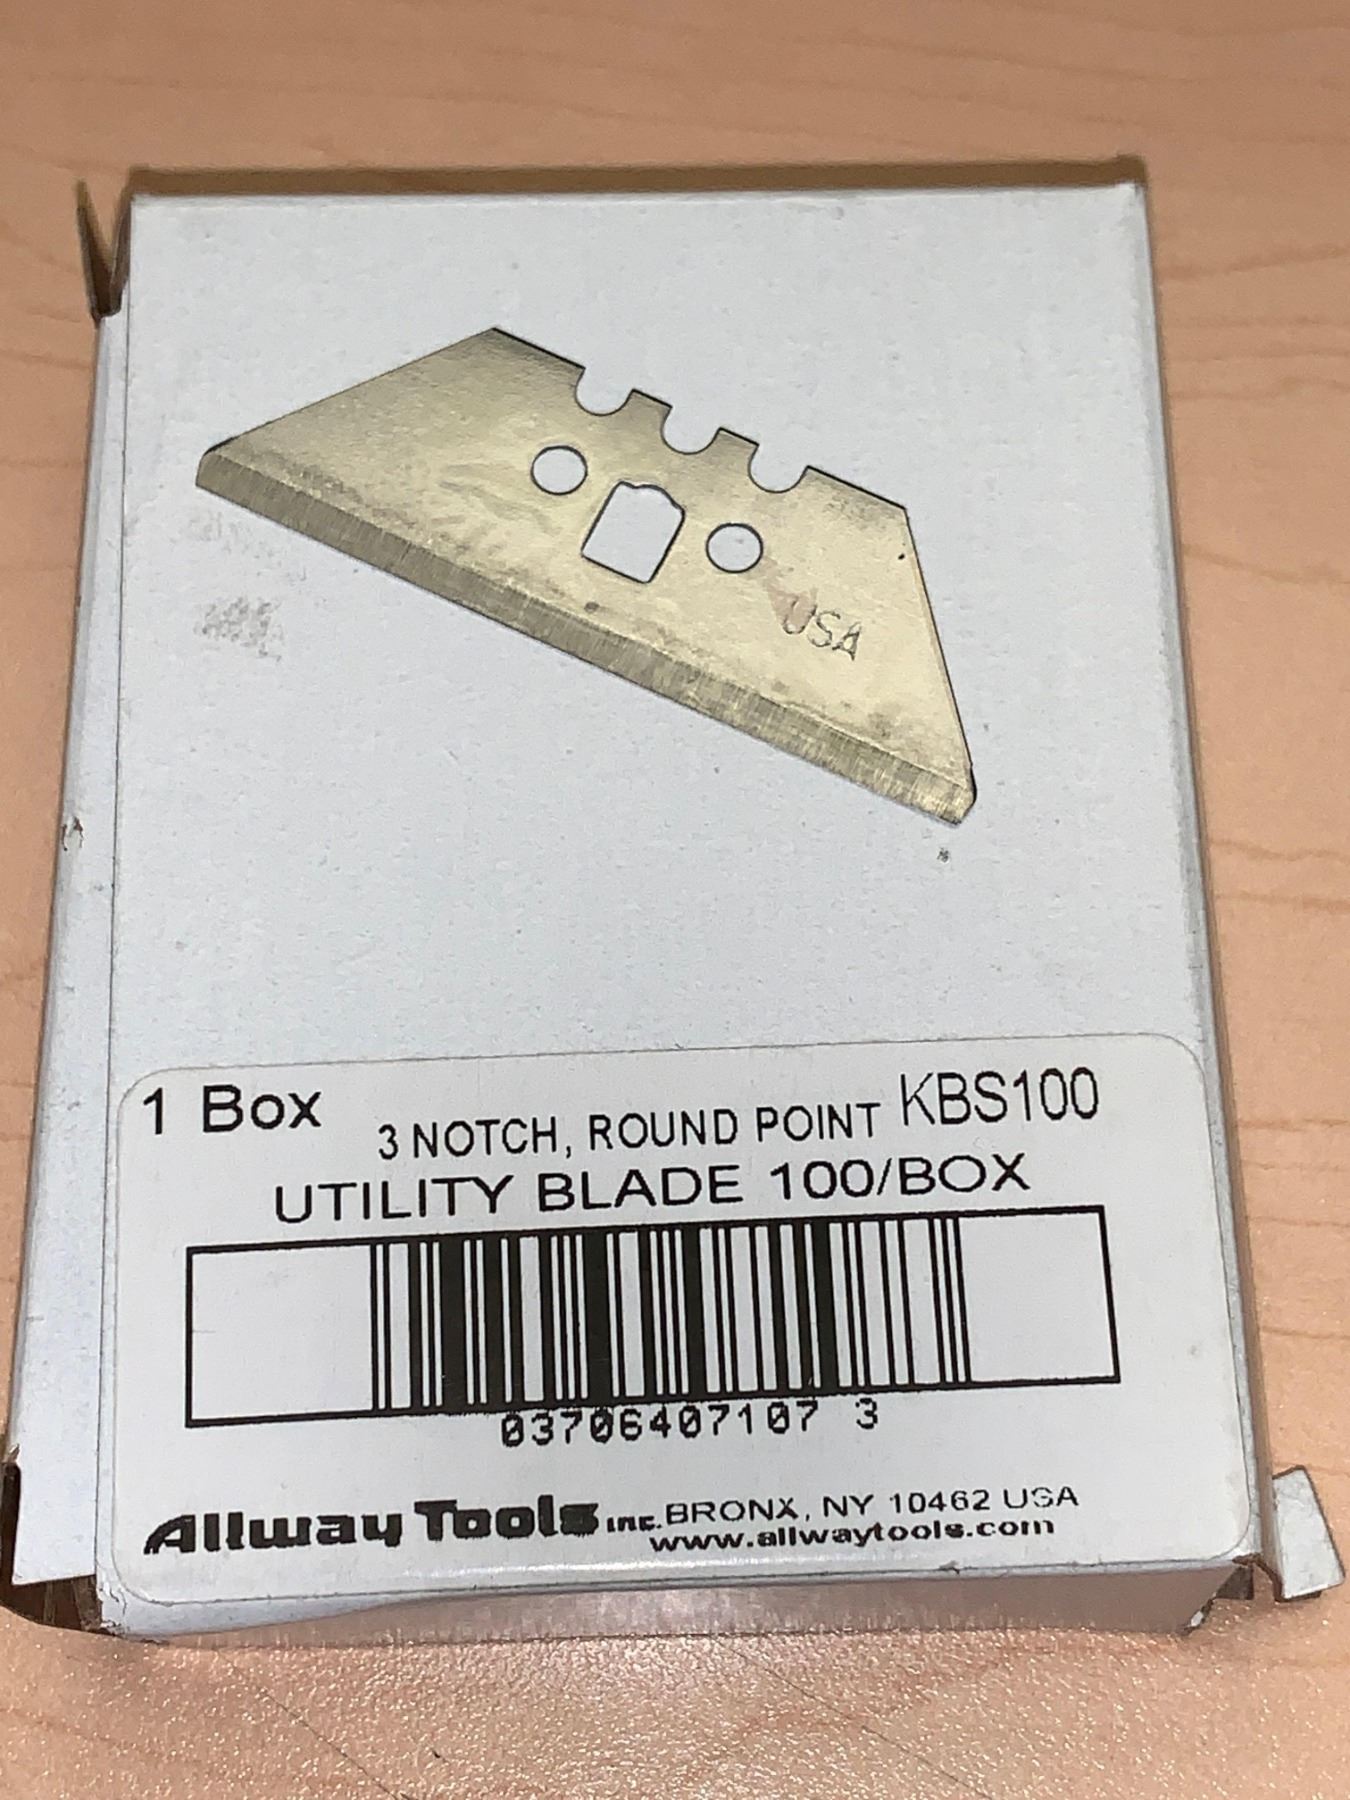 USA
1 Box 3 NOTCH, ROUND POINT KBS100
UTILITY BLADE 100/BOX
03706407107 3
Allway Tools inc. BRONX, NY 10462 USA
www.allwaytools.com